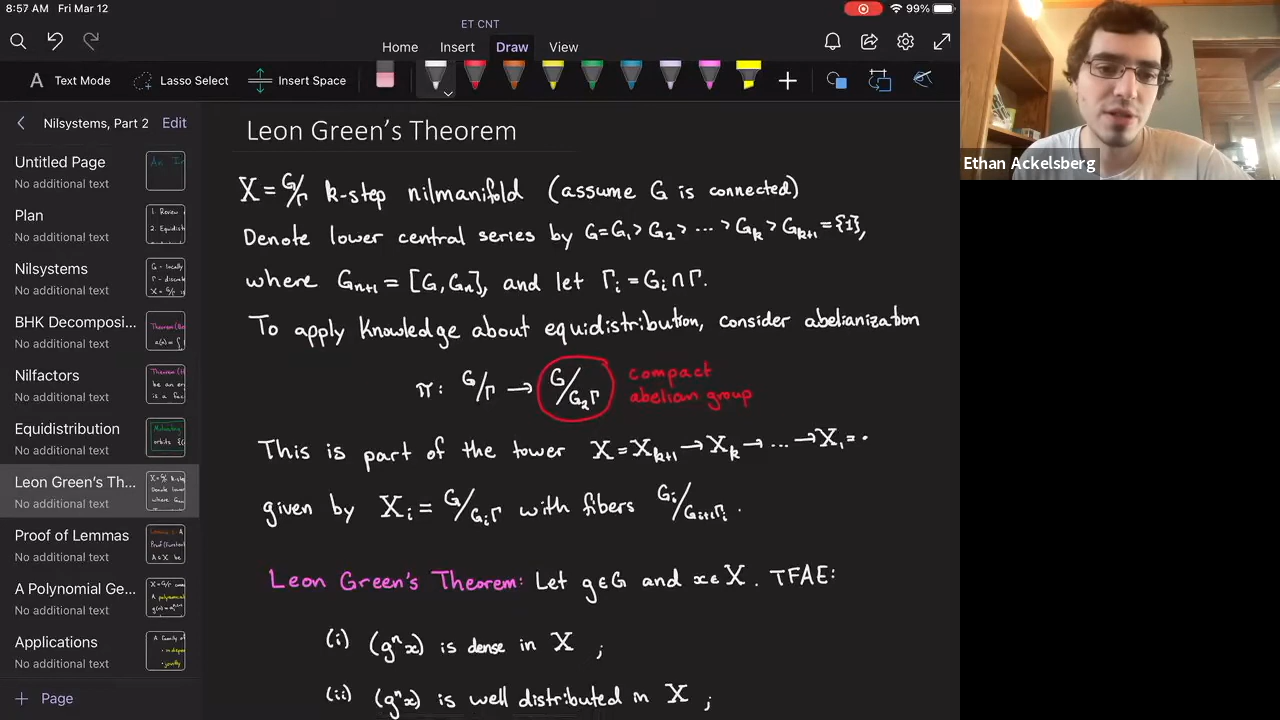 8:57 AM Fri Mar 12
99%
ET CNT
Home Insert Draw View
Text Mode Lasso Select Insert Space
Nilsystems, Part 2 Edit
Untitled Page
No additional text
Plan
No additional text
Nilsystems
No additional text
BHK Decomposi...
No additional text
Nilfactors
No additional text
Equidistribution
No additional text
Leon Green's Th...
No additional text
Proof of Lemmas
No additional text
A Polynomial Ge...
No additional text
Applications
No additional text
Page
Leon Green's Theorem
X = G/Γ k-step nilmanifold (assume G is connected)
Denote lower central series by G=G₁ > G₂ > ... > Gₖ > Gₖ₊₁ = {1},
where Gₙ₊₁ = [G, Gₙ], and let Γᵢ = Gᵢ ∩ Γ.
To apply knowledge about equidistribution, consider abelianization
π: G/Γ → G/G₂Γ compact abelian group
This is part of the tower X = Xₖ₊₁ → Xₖ → ... → X₁ = •
given by Xᵢ = G/GᵢΓ with fibers Gᵢ/Gᵢ₊₁Γᵢ.
Leon Green's Theorem: Let g∈G and x∈X. TFAE:
(i) (gⁿx) is dense in X ;
(ii) (gⁿx) is well distributed in X ;
Ethan Ackelsberg